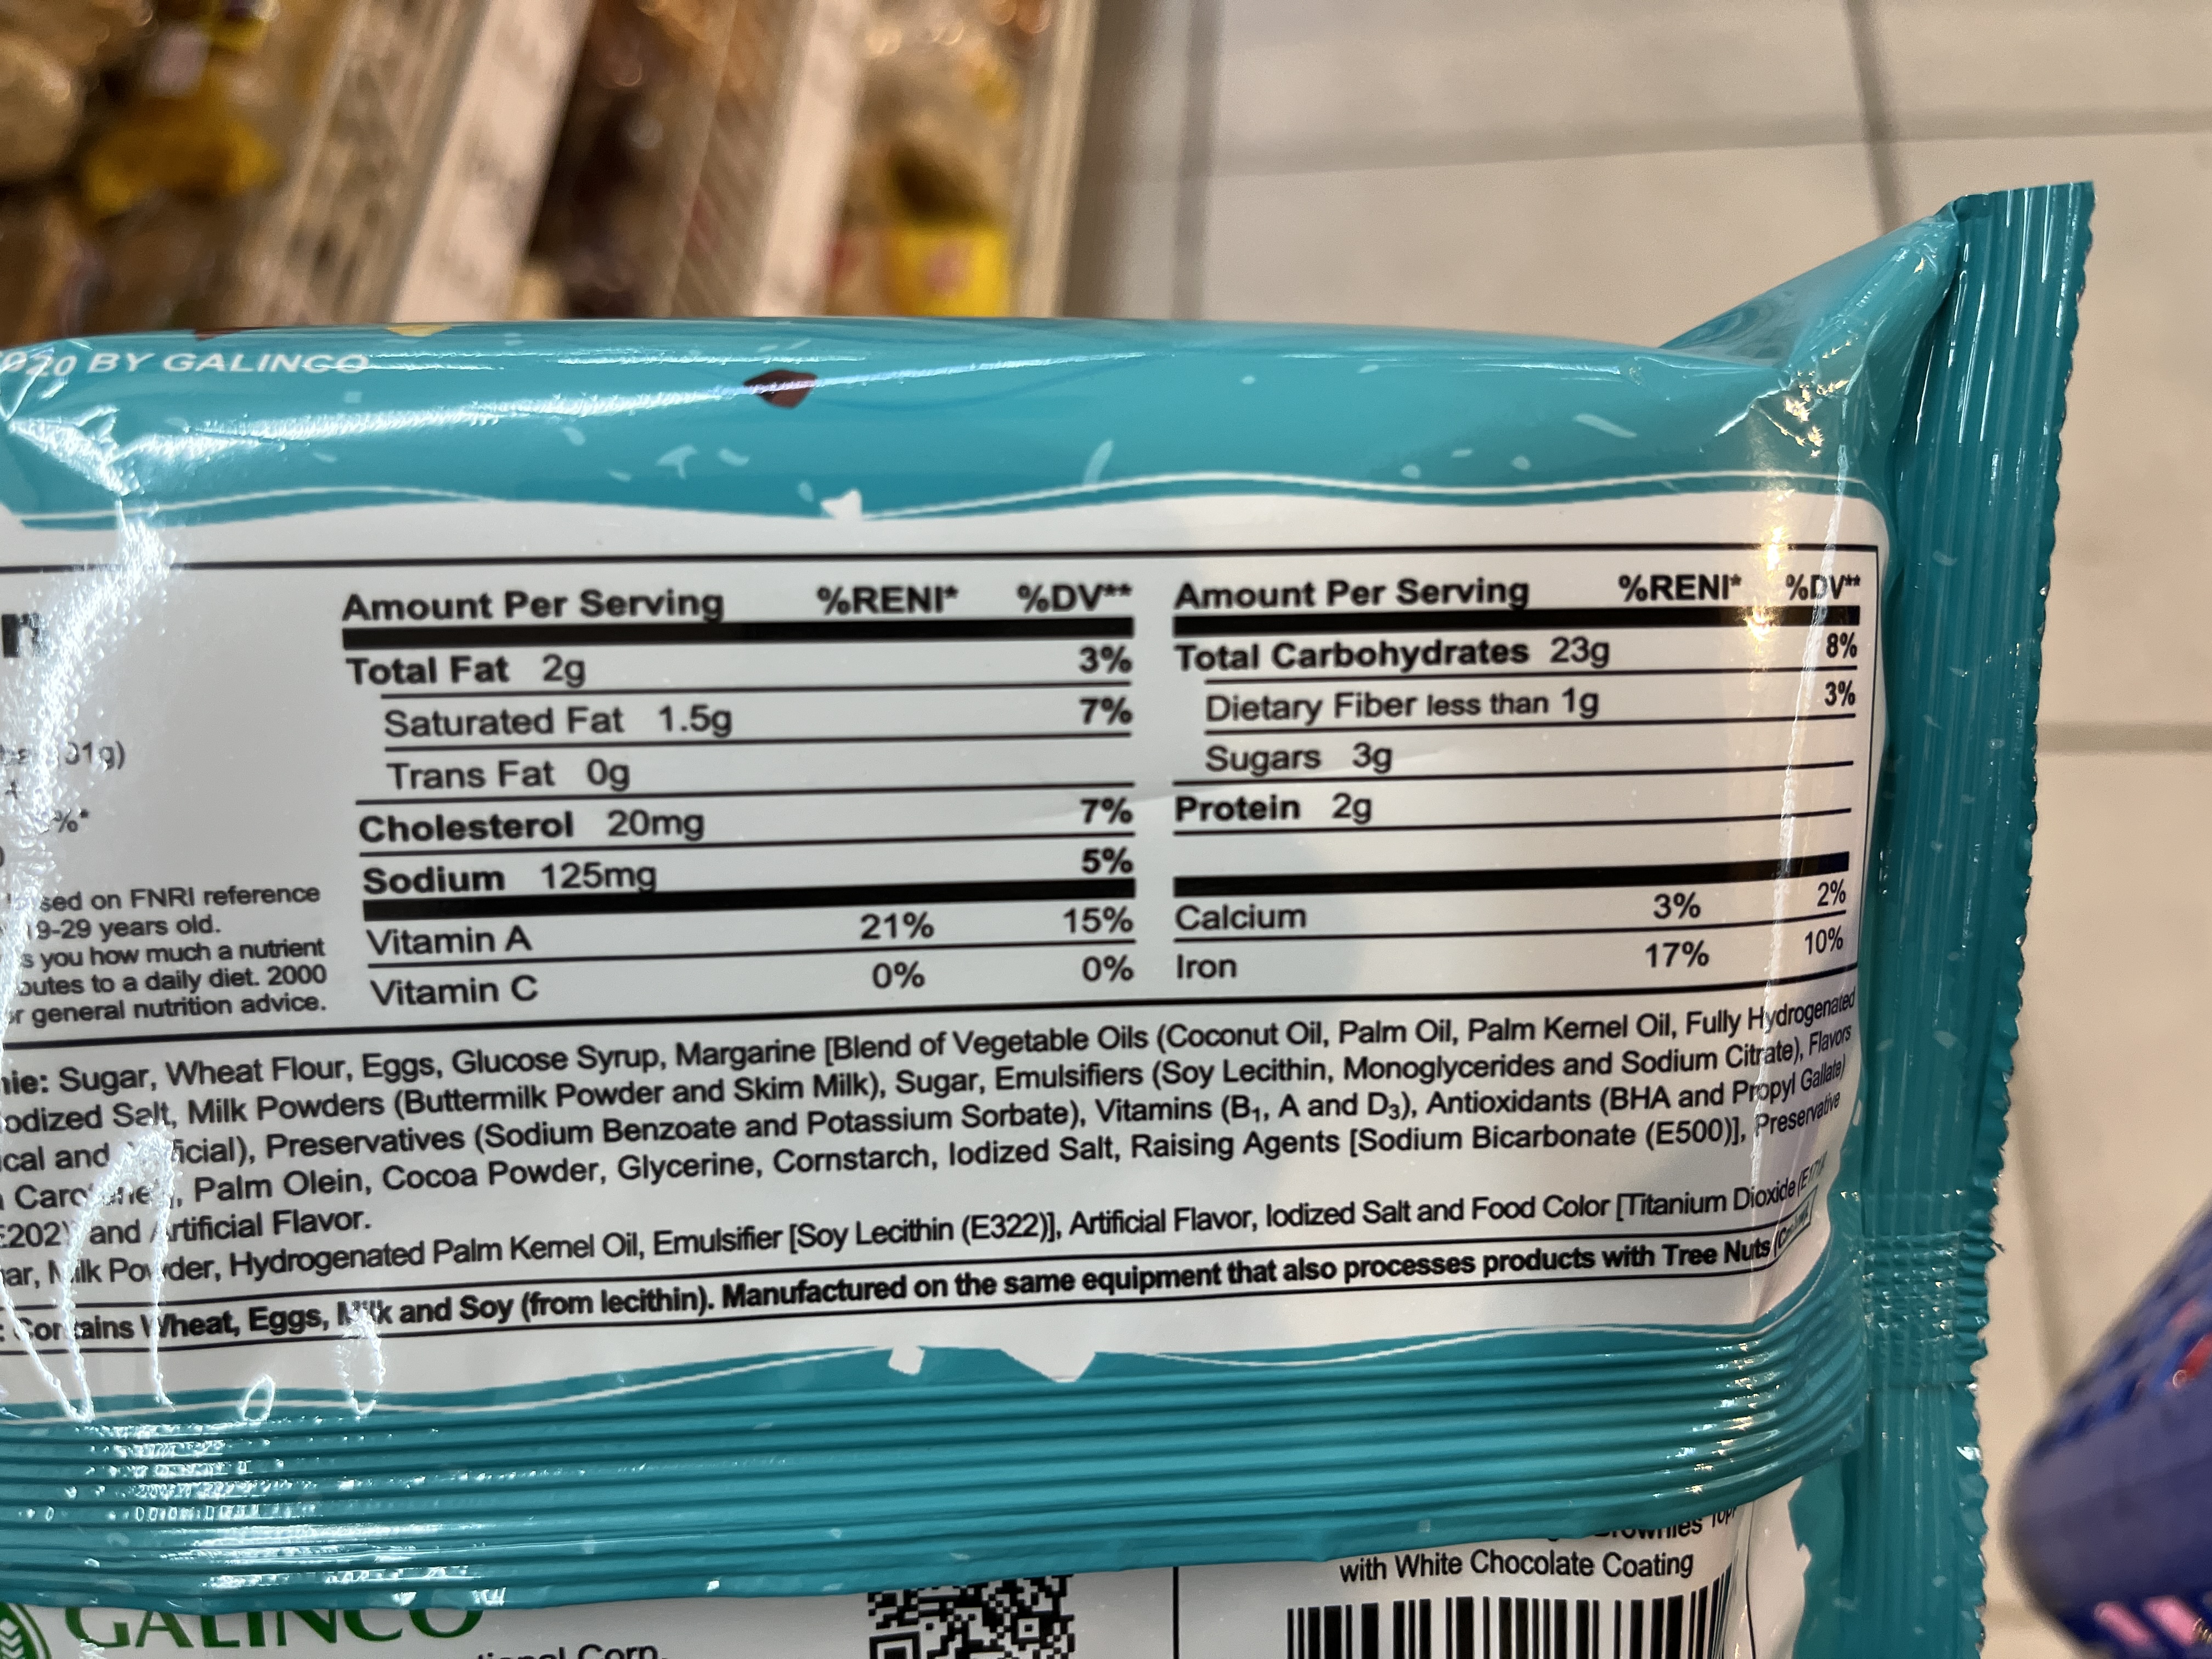 BY GALINCO
Amount Per Serving %RENI* %DV** Amount Per Serving %RENI* %DV**
Total Fat 2g 3% Total Carbohydrates 23g 8%
Saturated Fat 1.5g 7% Dietary Fiber less than 1g 3%
Trans Fat 0g Sugars 3g
Cholesterol 20mg 7% Protein 2g
Sodium 125mg 5%
Vitamin A 21% 15% Calcium 3% 2%
Vitamin C 0% 0% Iron 17% 10%
%*
on FNRI reference
9-29 years old.
you how much a nutrient
to a daily diet. 2000
general nutrition advice.
Sugar, Wheat Flour, Eggs, Glucose Syrup, Margarine [Blend of Vegetable Oils (Coconut Oil, Palm Oil, Palm Kernel Oil, Fully Hydrogenated
Salt, Milk Powders (Buttermilk Powder and Skim Milk), Sugar, Emulsifiers (Soy Lecithin, Monoglycerides and Sodium Citrate), Flavors
and Preservatives (Sodium Benzoate and Potassium Sorbate), Vitamins (B₁, A and D₃), Antioxidants (BHA and Propyl Gallate)
Palm Olein, Cocoa Powder, Glycerine, Cornstarch, Iodized Salt, Raising Agents [Sodium Bicarbonate (E500)], Preservative
and Artificial Flavor.
Milk Powder, Hydrogenated Palm Kernel Oil, Emulsifier [Soy Lecithin (E322)], Artificial Flavor, Iodized Salt and Food Color [Titanium Dioxide
Contains Wheat, Eggs, Milk and Soy (from lecithin). Manufactured on the same equipment that also processes products with Tree Nuts
GALINCO
Corp.
with White Chocolate Coating